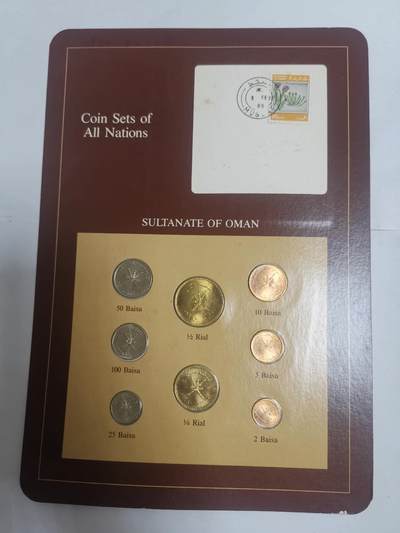 Coin Sets of
All Nations
SULTANATE OF OMAN
50 Baisa
½ Rial
10 Baisa
100 Baisa
5 Baisa
25 Baisa
¼ Rial
2 Baisa